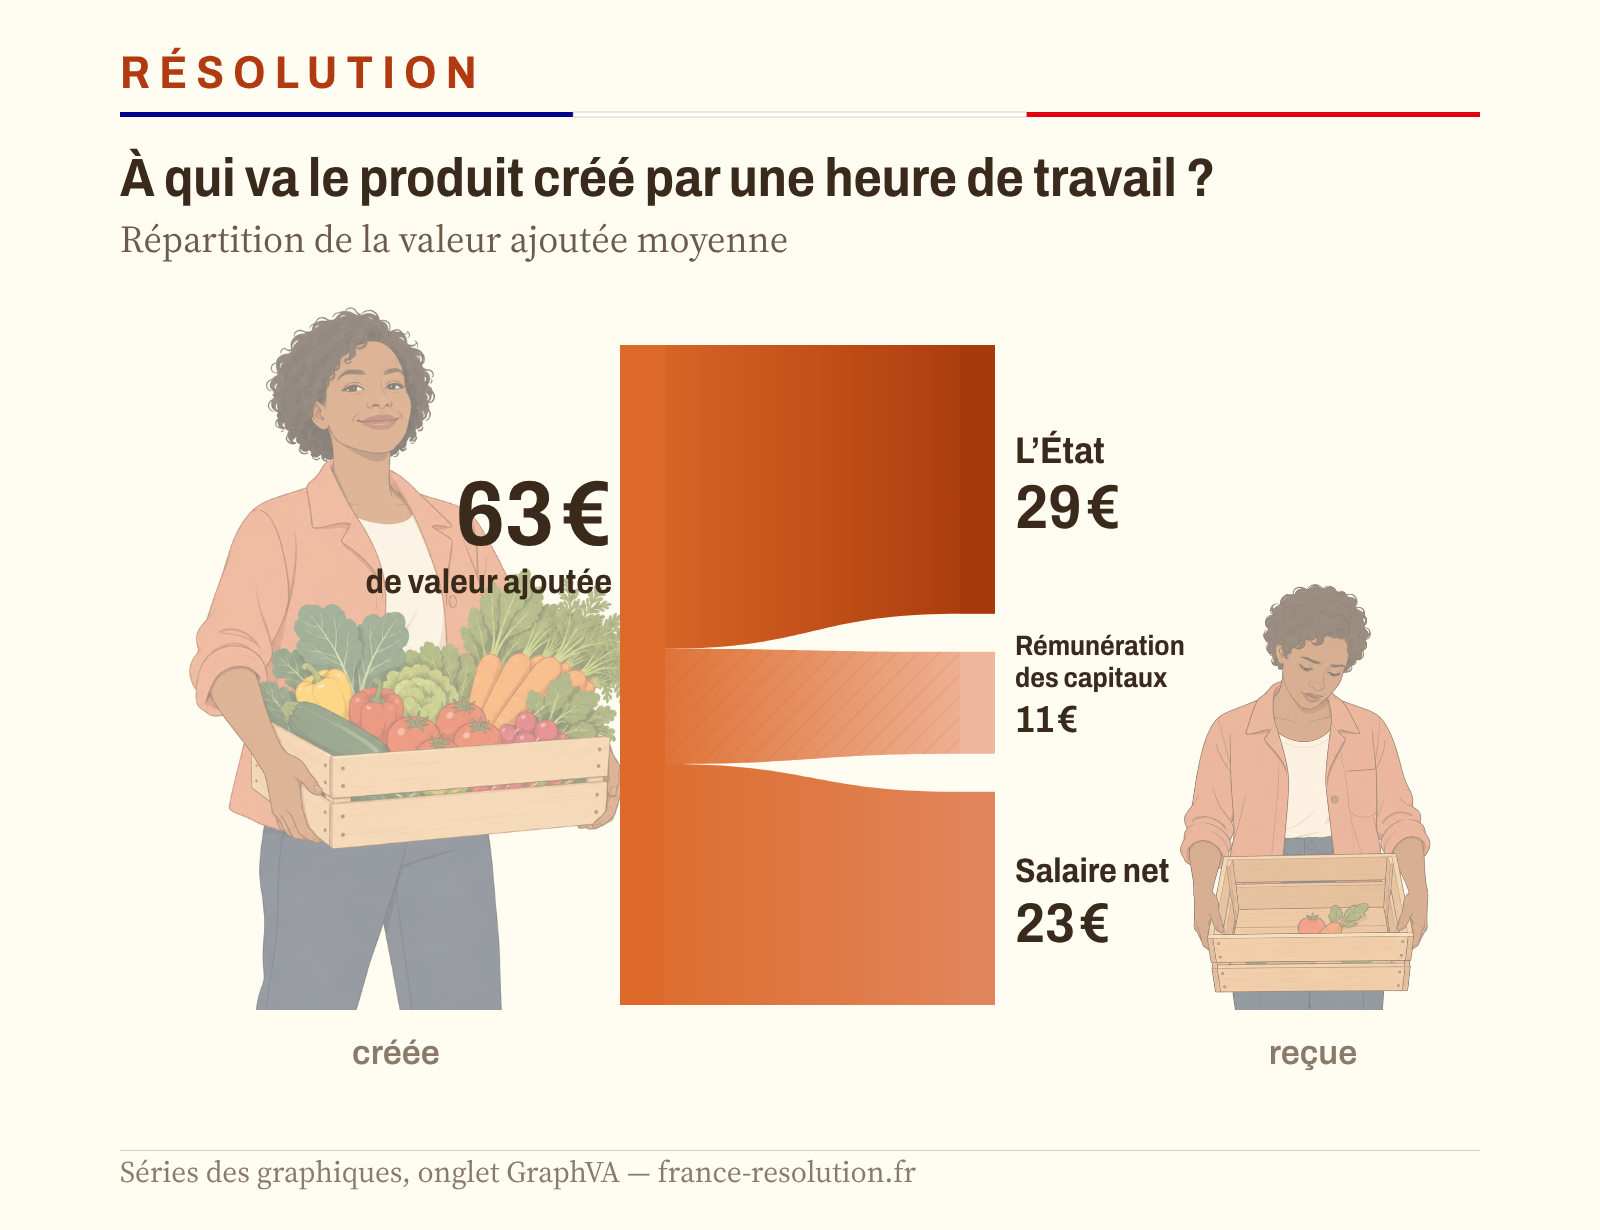 RÉSOLUTION
À qui va le produit créé par une heure de travail ?
Répartition de la valeur ajoutée moyenne
63 €
de valeur ajoutée
L’État
29 €
Rémunération
des capitaux
11 €
Salaire net
23 €
créée
reçue
Séries des graphiques, onglet GraphVA — france-resolution.fr